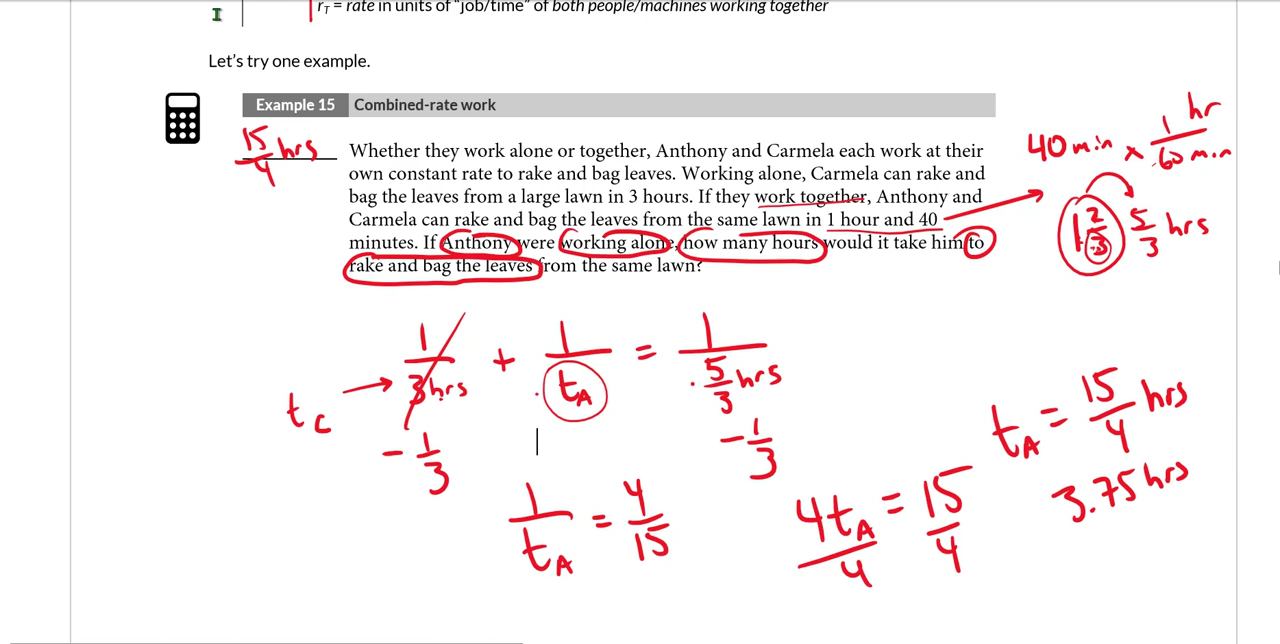 r_T = rate in units of "job/time" of both people/machines working together
Let's try one example.
Example 15 Combined-rate work
15/4 hrs
Whether they work alone or together, Anthony and Carmela each work at their
own constant rate to rake and bag leaves. Working alone, Carmela can rake and
bag the leaves from a large lawn in 3 hours. If they work together, Anthony and
Carmela can rake and bag the leaves from the same lawn in 1 hour and 40
minutes. If Anthony were working alone, how many hours would it take him to
rake and bag the leaves from the same lawn?
40 min x 1 hr/60 min
1 2/3 5/3 hrs
1/3hrs + 1/t_A = 1/(5/3 hrs)
t_C
- 1/3 - 1/3
1/t_A = 4/15
4t_A/4 = 15/4
t_A = 15/4 hrs
3.75 hrs